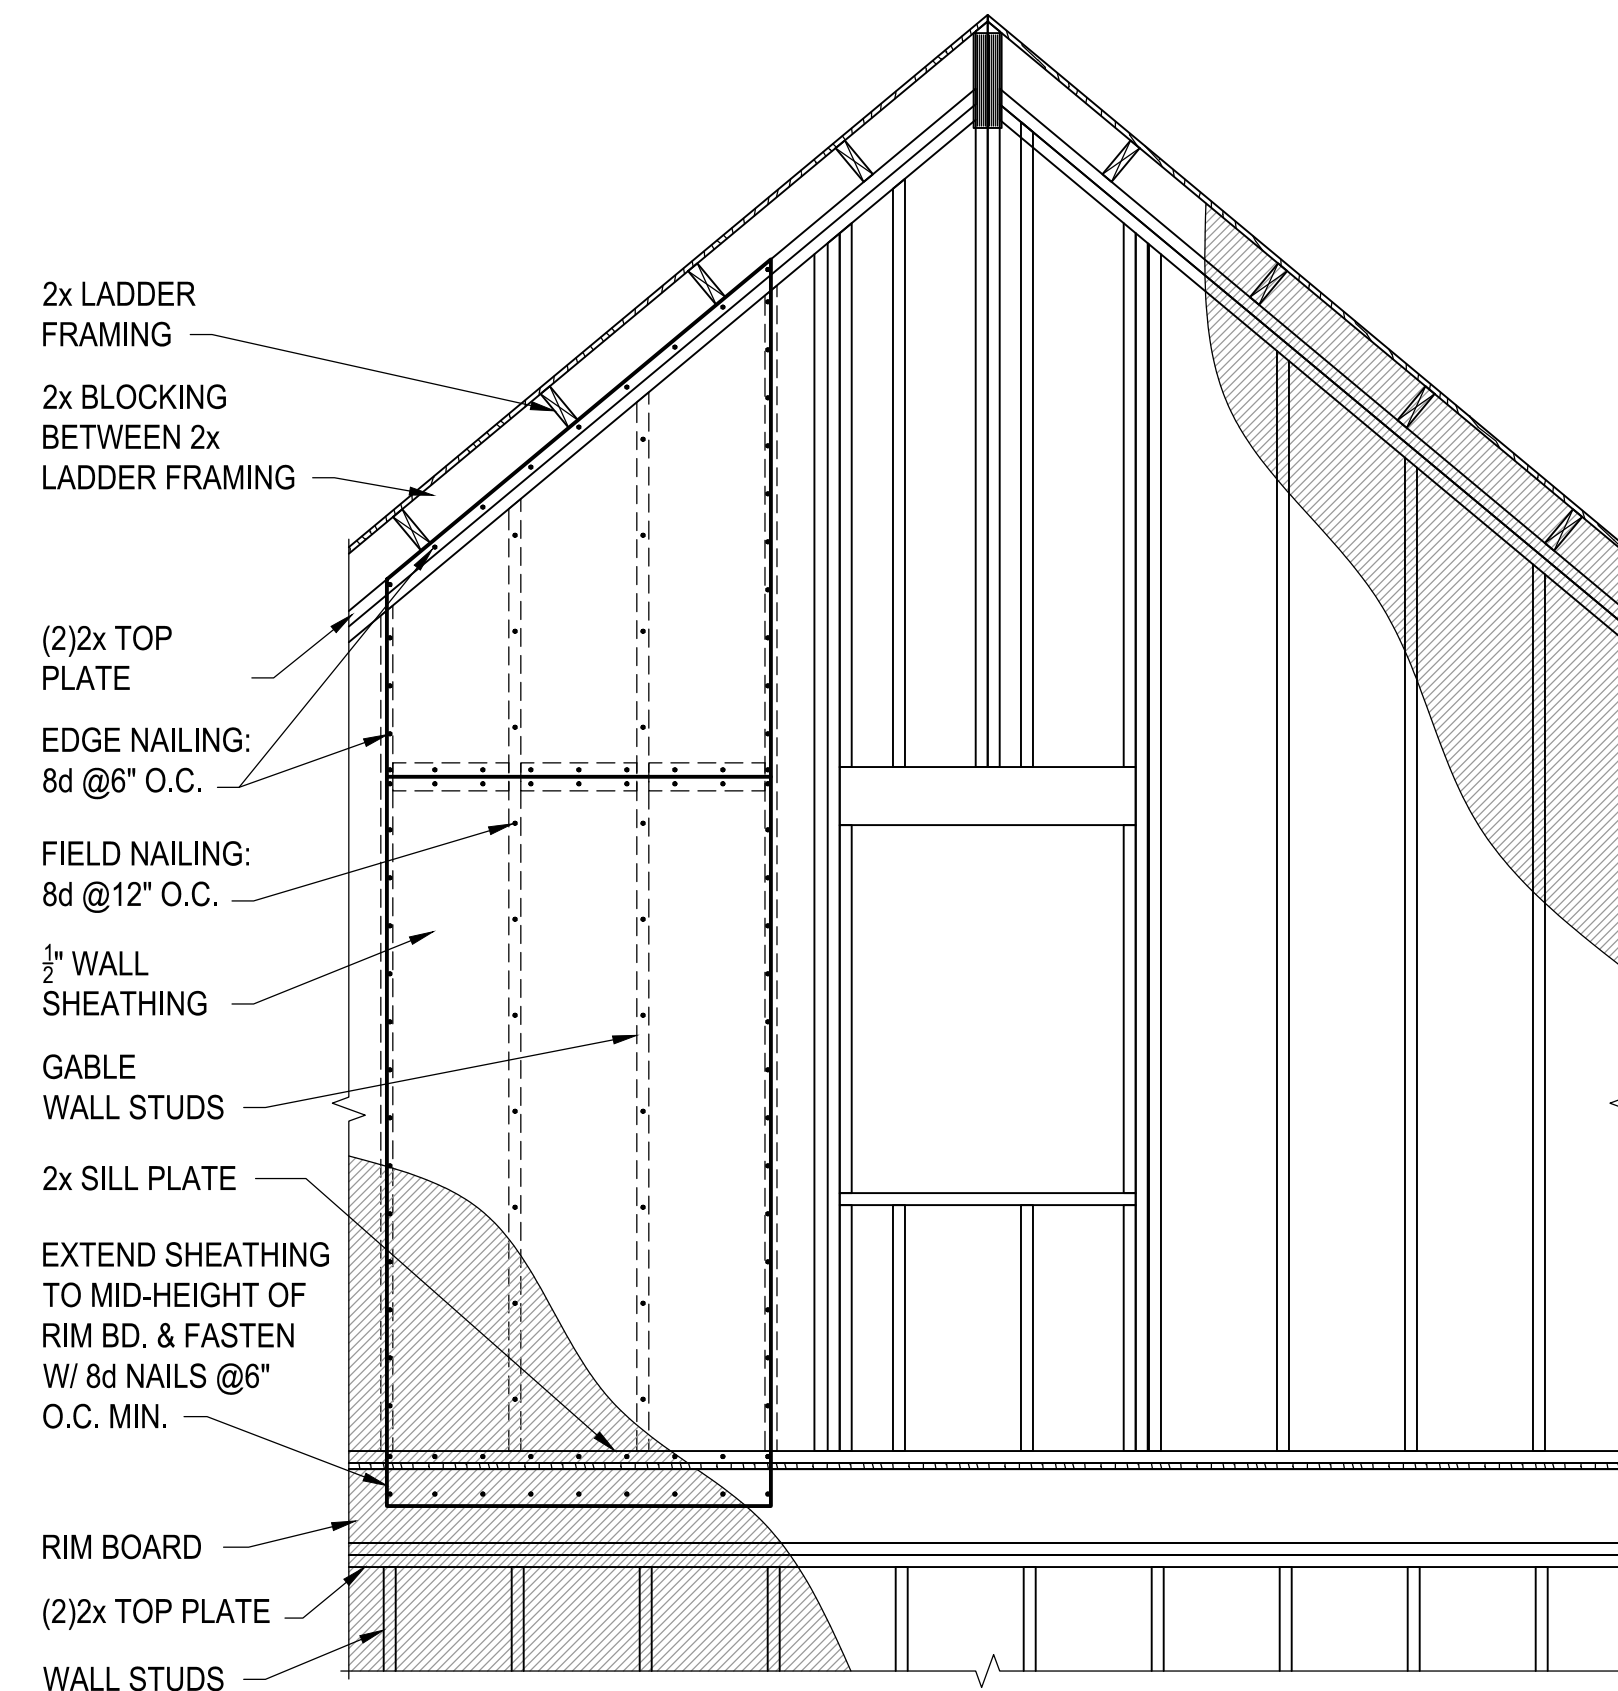 2x LADDER
FRAMING
2x BLOCKING
BETWEEN 2x
LADDER FRAMING
(2)2x TOP
PLATE
EDGE NAILING:
8d @6" O.C.
FIELD NAILING:
8d @12" O.C.
1/2" WALL
SHEATHING
GABLE
WALL STUDS
2x SILL PLATE
EXTEND SHEATHING
TO MID-HEIGHT OF
RIM BD. & FASTEN
W/ 8d NAILS @6"
O.C. MIN.
RIM BOARD
(2)2x TOP PLATE
WALL STUDS